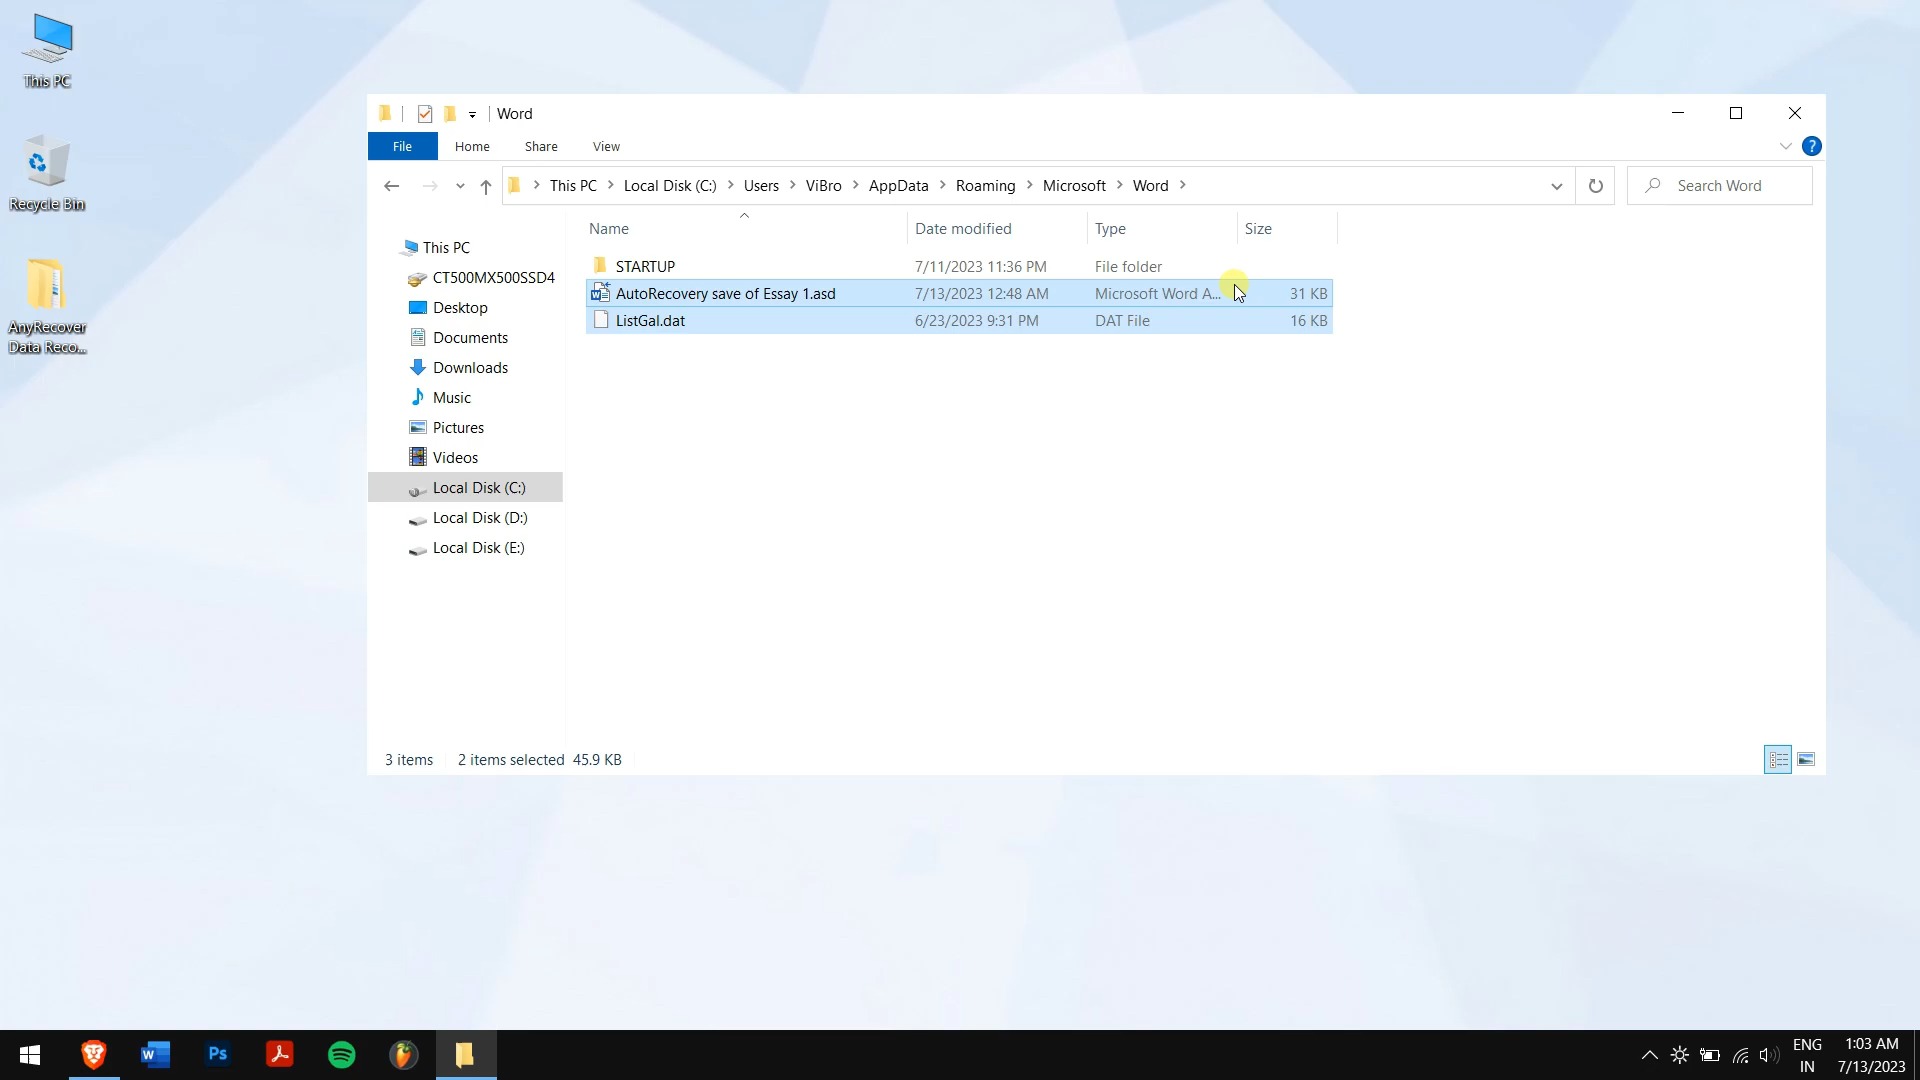 This PC
Recycle Bin
AnyRecover
Data Reco...
Word
File Home Share View
?
This PC Local Disk (C:) Users ViBro AppData Roaming Microsoft Word
Search Word
Name Date modified Type Size
STARTUP 7/11/2023 11:36 PM File folder
AutoRecovery save of Essay 1.asd 7/13/2023 12:48 AM Microsoft Word A... 31 KB
ListGal.dat 6/23/2023 9:31 PM DAT File 16 KB
This PC
CT500MX500SSD4
Desktop
Documents
Downloads
Music
Pictures
Videos
Local Disk (C:)
Local Disk (D:)
Local Disk (E:)
3 items 2 items selected 45.9 KB
W
Ps
ENG
IN
1:03 AM
7/13/2023